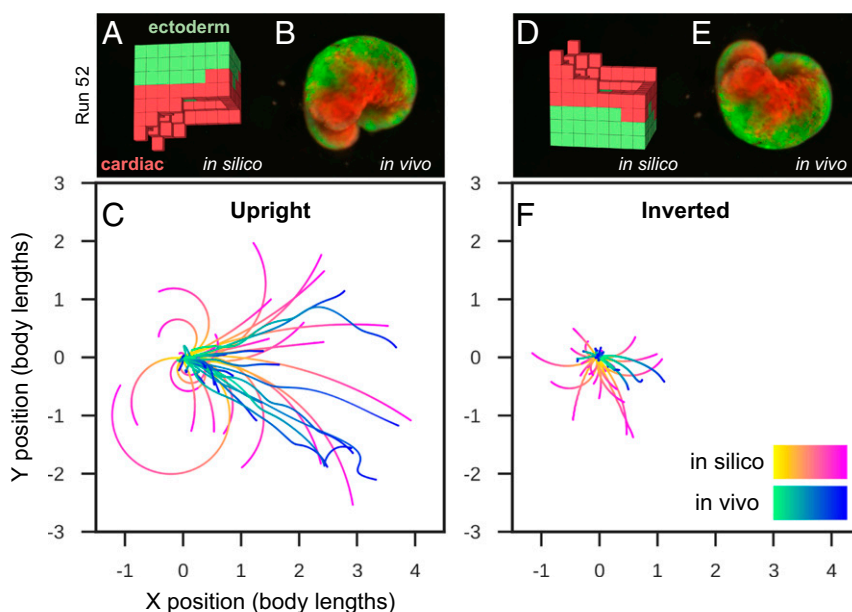 A
ectoderm
B
D
E
Run 52
cardiac
in silico
in vivo
in silico
in vivo
C
Upright
F
Inverted
3
2
1
0
-1
-2
-3
3
2
1
0
-1
-2
-3
Y position (body lengths)
in silico
in vivo
-1 0 1 2 3 4
-1 0 1 2 3 4
X position (body lengths)